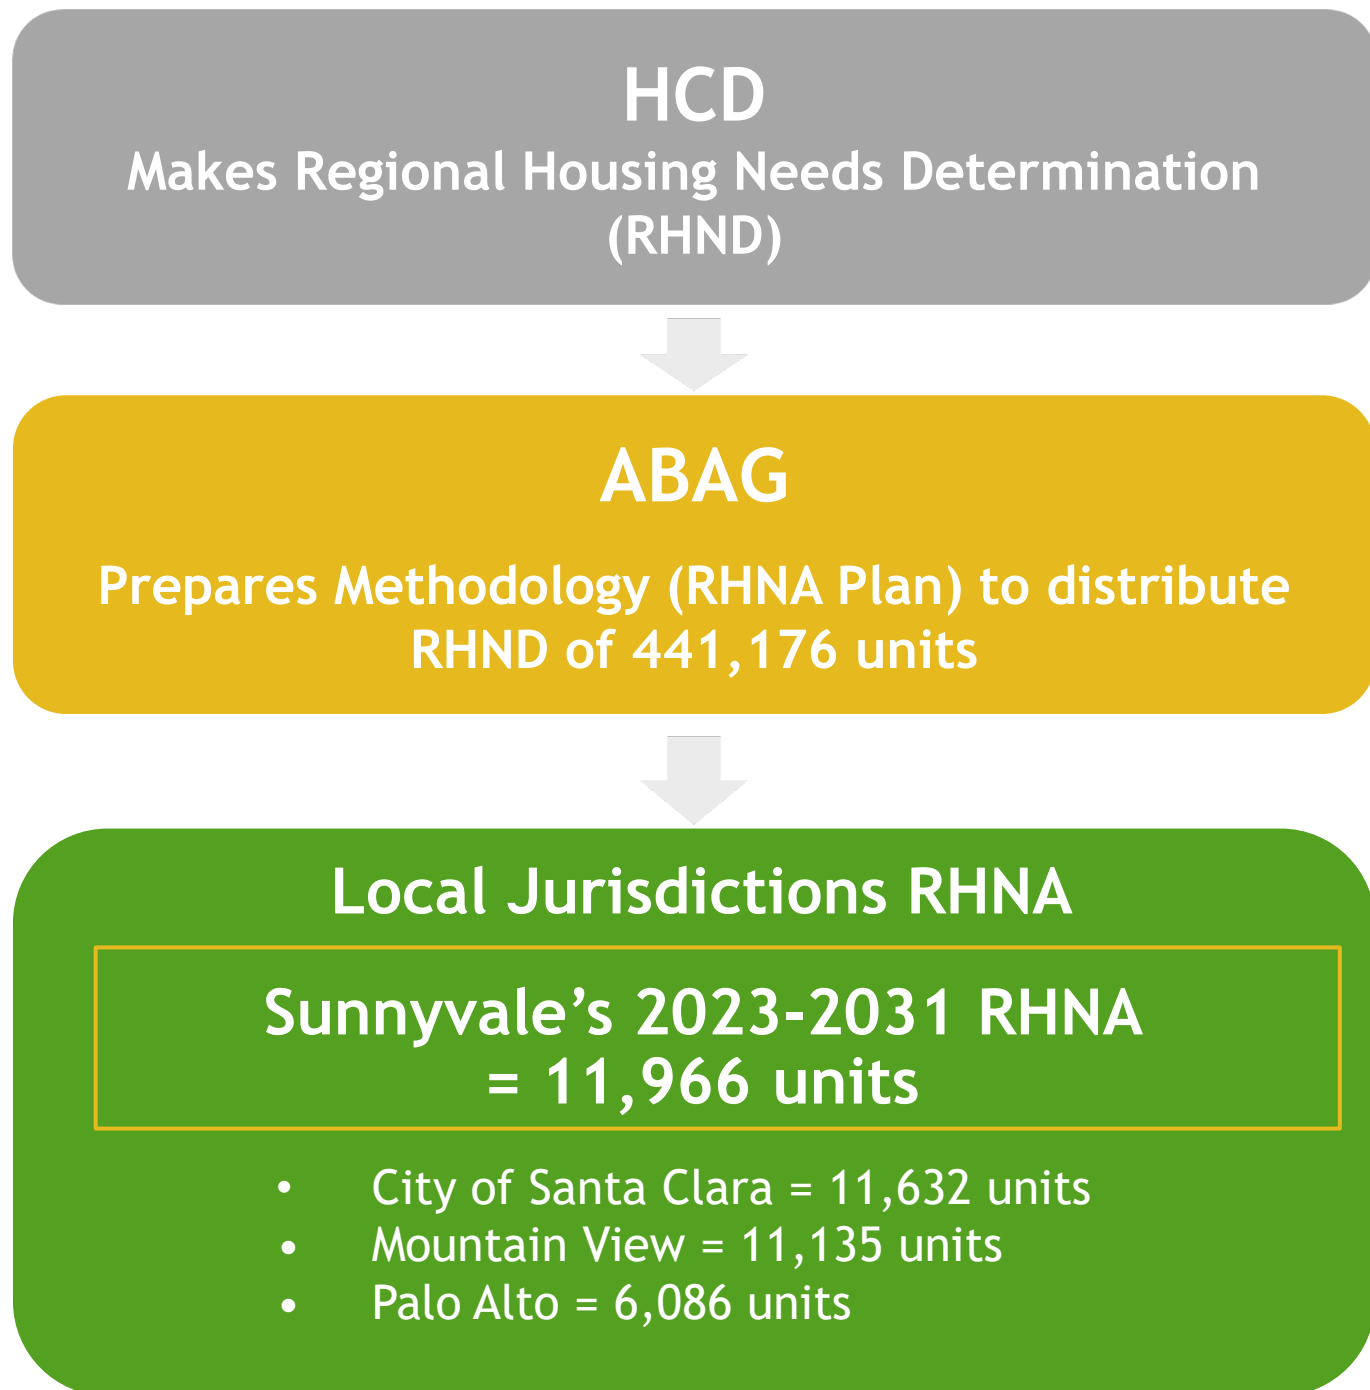 HCD
Makes Regional Housing Needs Determination
(RHND)
ABAG
Prepares Methodology (RHNA Plan) to distribute
RHND of 441,176 units
Local Jurisdictions RHNA
Sunnyvale’s 2023-2031 RHNA
= 11,966 units
• City of Santa Clara = 11,632 units
• Mountain View = 11,135 units
• Palo Alto = 6,086 units